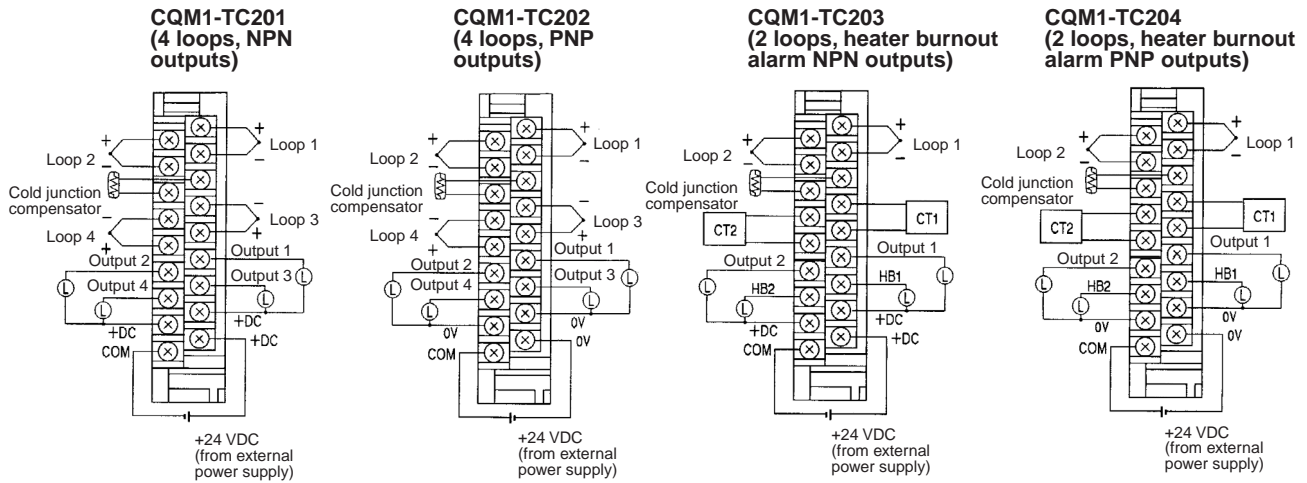 CQM1-TC201
(4 loops, NPN
outputs)
+
Loop 1
−
+
Loop 2
−
Cold junction
compensator
−
Loop 3
+
−
Loop 4
+
Output 1
Output 2
Output 3
Output 4
L
L
L
L
+DC
+DC
+DC
COM
+24 VDC
(from external
power supply)
CQM1-TC202
(4 loops, PNP
outputs)
+
Loop 1
−
+
Loop 2
−
Cold junction
compensator
−
Loop 3
+
−
Loop 4
+
Output 1
Output 2
Output 3
Output 4
L
L
L
L
0V
0V
0V
COM
+24 VDC
(from external
power supply)
CQM1-TC203
(2 loops, heater burnout
alarm NPN outputs)
+
Loop 1
−
+
Loop 2
−
Cold junction
compensator
CT1
CT2
Output 1
Output 2
HB1
HB2
L
L
L
L
+DC
+DC
+DC
COM
+24 VDC
(from external
power supply)
CQM1-TC204
(2 loops, heater burnout
alarm PNP outputs)
+
Loop 1
−
+
Loop 2
−
Cold junction
compensator
CT1
CT2
Output 1
Output 2
HB1
HB2
L
L
L
L
0V
0V
0V
COM
+24 VDC
(from external
power supply)